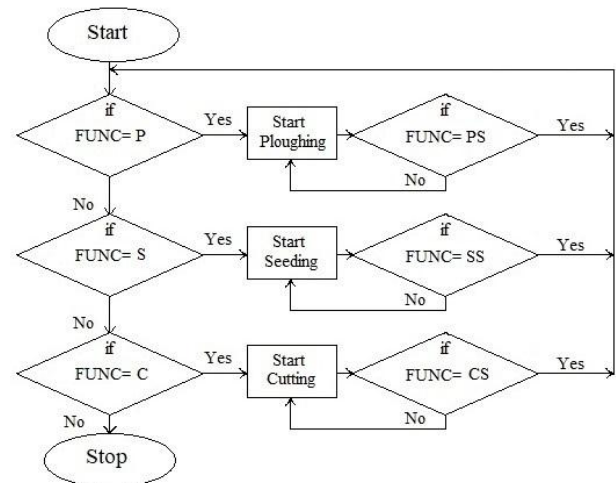 Start
if
FUNC= P
Yes
Start
Ploughing
if
FUNC= PS
Yes
No
No
if
FUNC= S
Yes
Start
Seeding
if
FUNC= SS
Yes
No
No
if
FUNC= C
Yes
Start
Cutting
if
FUNC= CS
Yes
No
No
Stop